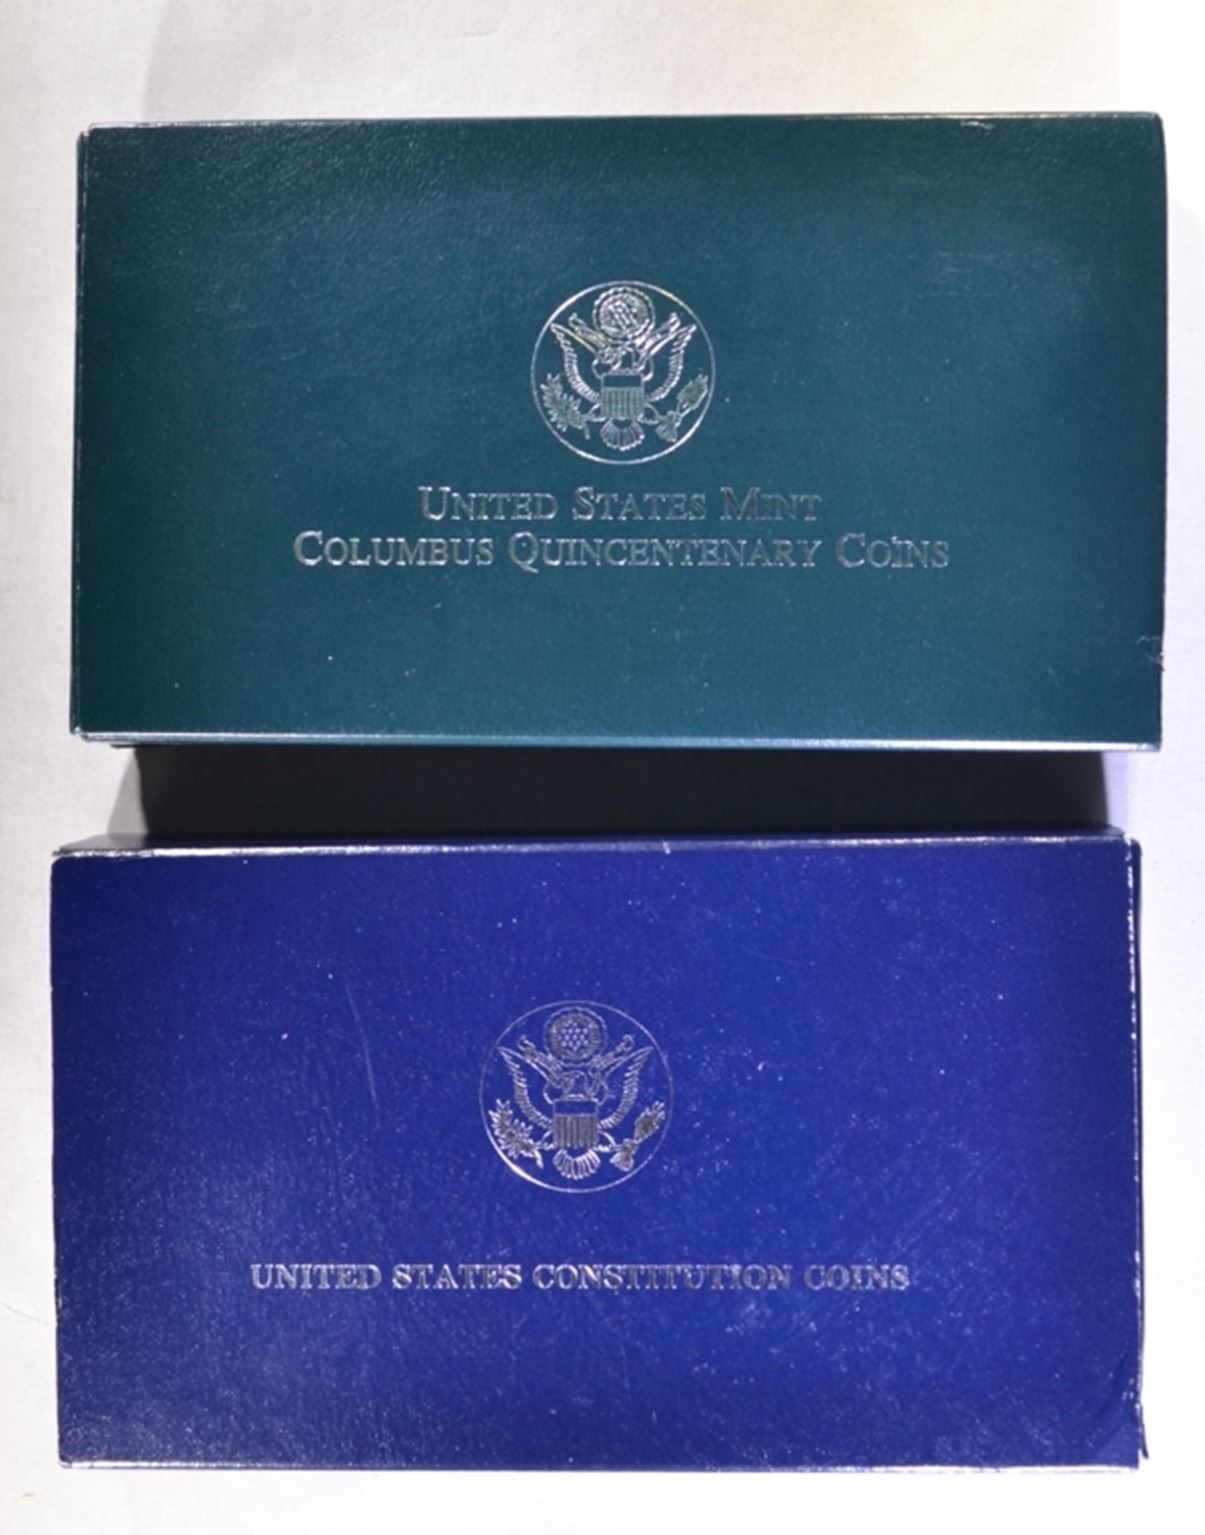 United States Mint
Columbus Quincentenary Coins
UNITED STATES CONSTITUTION COINS